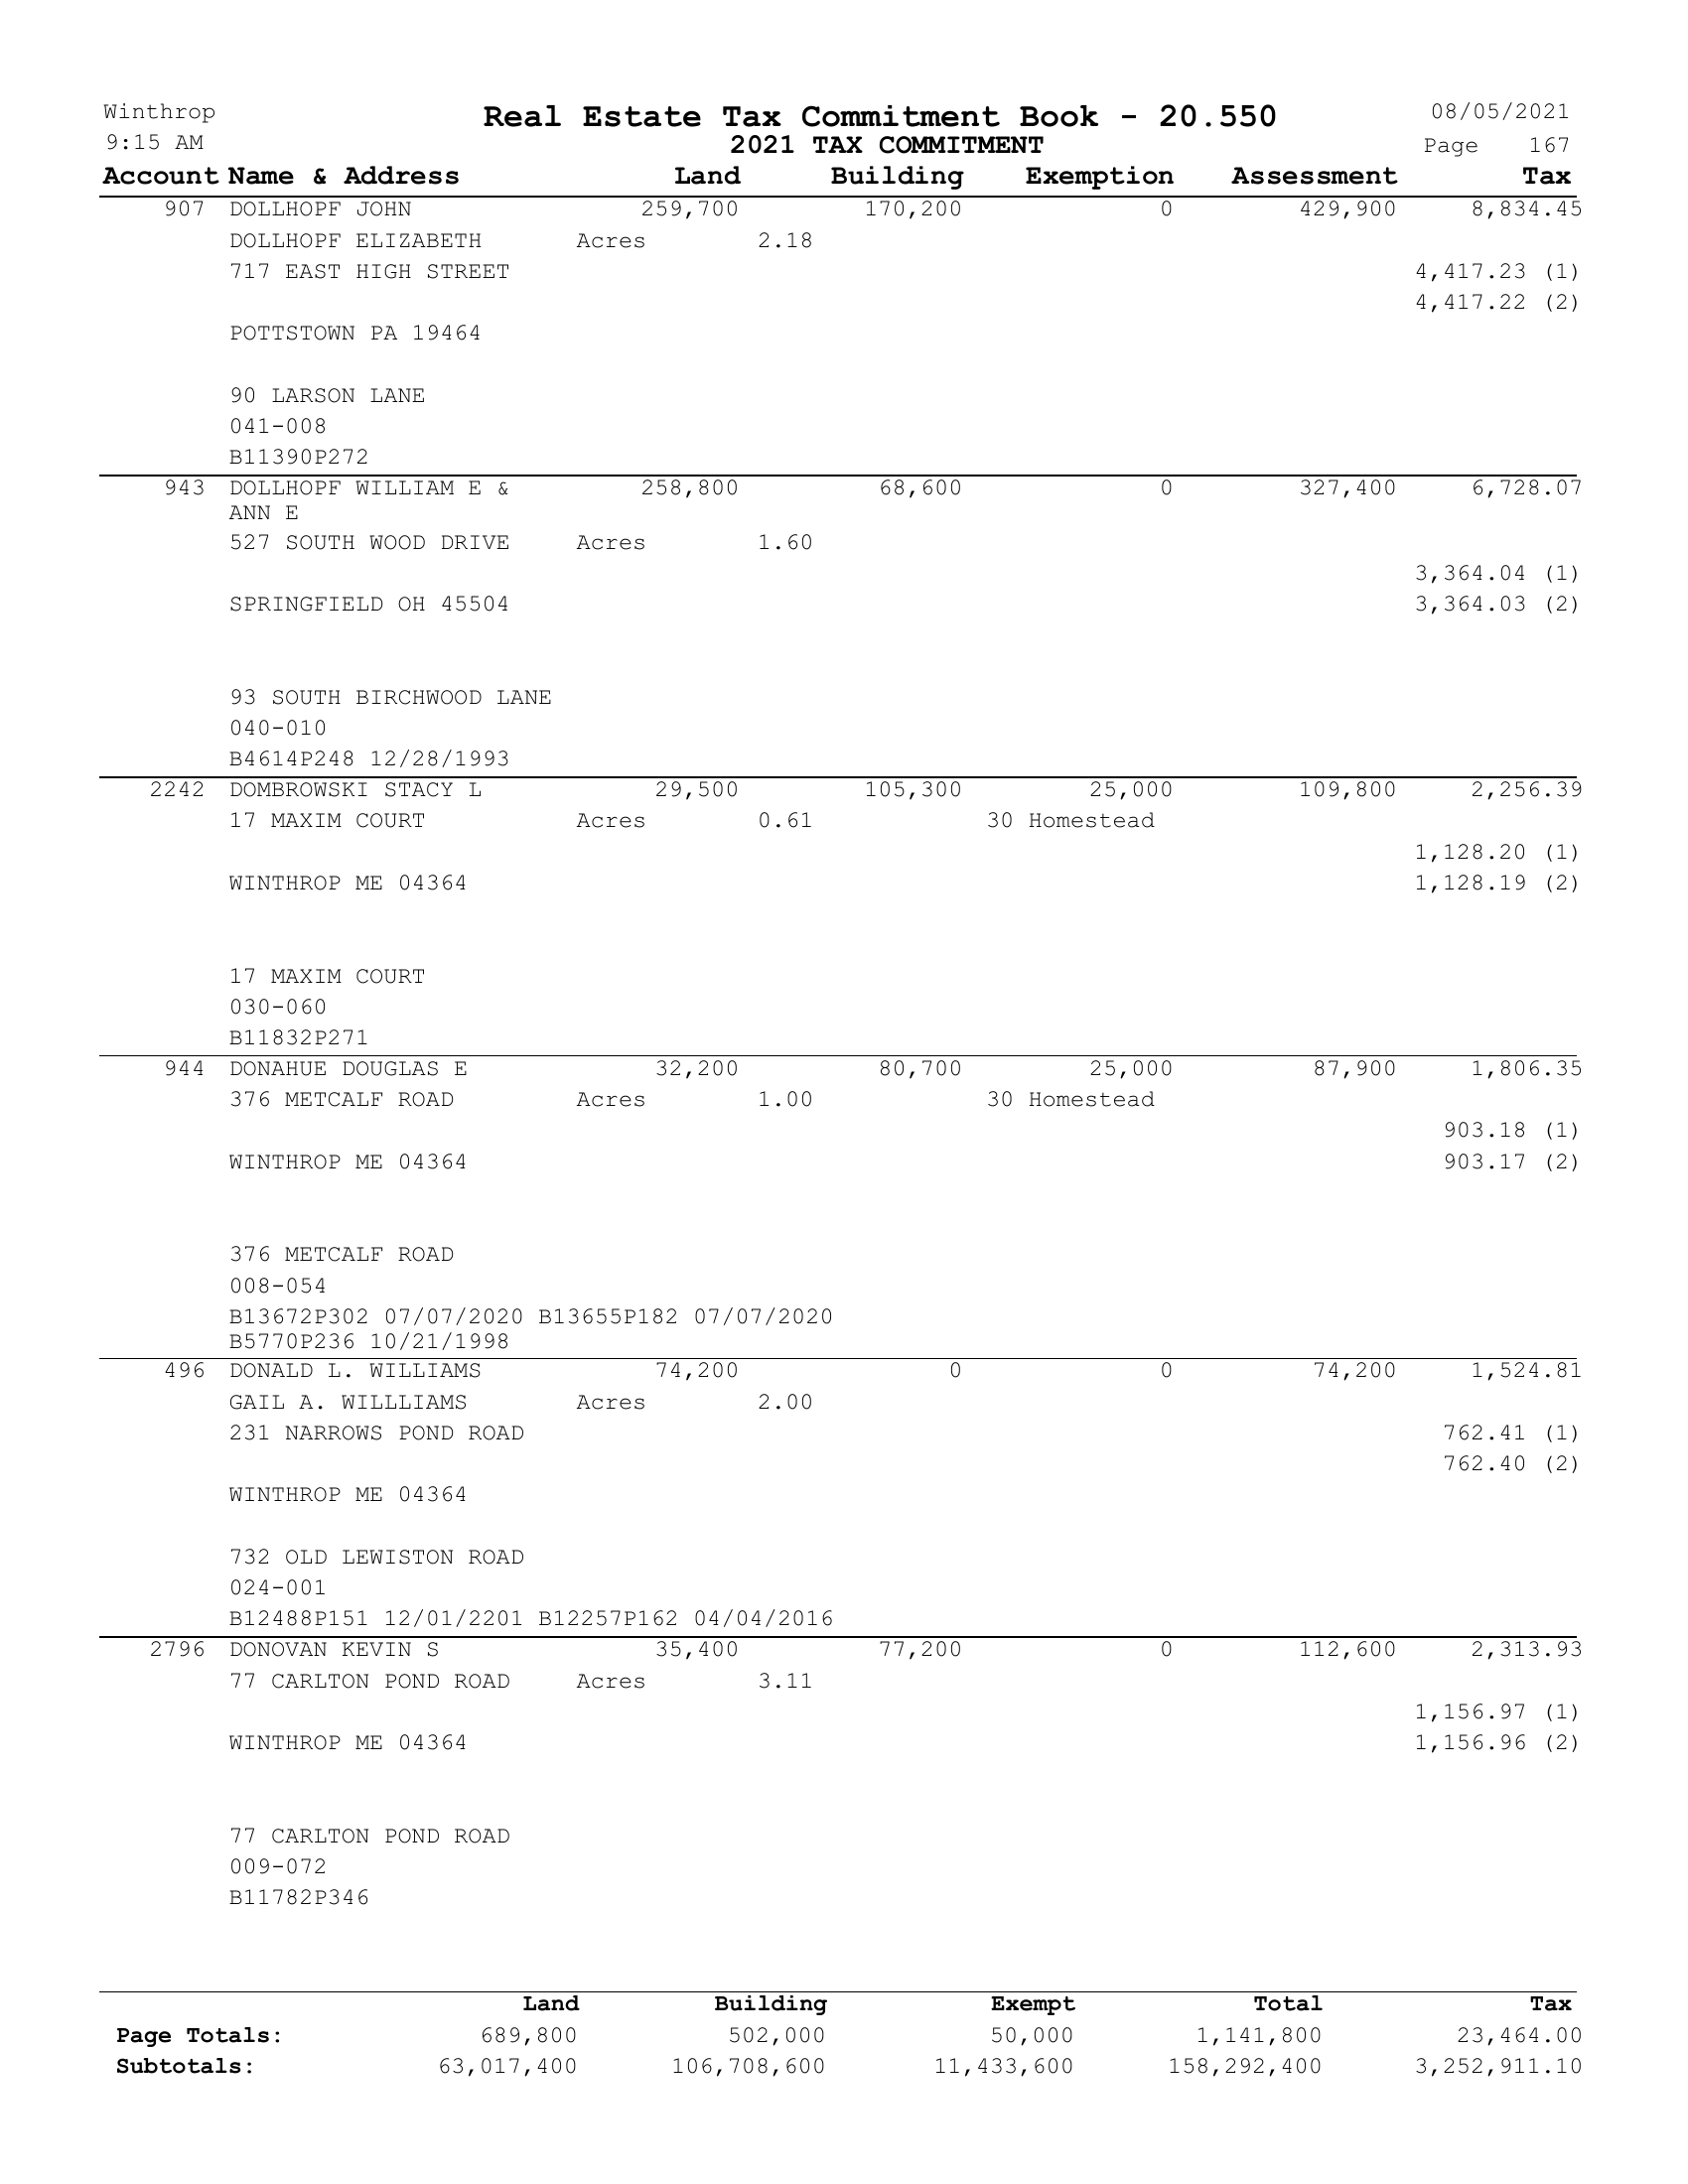 Winthrop Real Estate Tax Commitment Book - 20.550 08/05/2021
9:15 AM 2021 TAX COMMITMENT Page 167
Account Name & Address Land Building Exemption Assessment Tax
907 DOLLHOPF JOHN 259,700 170,200 0 429,900 8,834.45
DOLLHOPF ELIZABETH Acres 2.18
717 EAST HIGH STREET 4,417.23 (1)
4,417.22 (2)
POTTSTOWN PA 19464
90 LARSON LANE
041-008
B11390P272
943 DOLLHOPF WILLIAM E & 258,800 68,600 0 327,400 6,728.07
ANN E
527 SOUTH WOOD DRIVE Acres 1.60
3,364.04 (1)
SPRINGFIELD OH 45504 3,364.03 (2)
93 SOUTH BIRCHWOOD LANE
040-010
B4614P248 12/28/1993
2242 DOMBROWSKI STACY L 29,500 105,300 25,000 109,800 2,256.39
17 MAXIM COURT Acres 0.61 30 Homestead
1,128.20 (1)
WINTHROP ME 04364 1,128.19 (2)
17 MAXIM COURT
030-060
B11832P271
944 DONAHUE DOUGLAS E 32,200 80,700 25,000 87,900 1,806.35
376 METCALF ROAD Acres 1.00 30 Homestead
903.18 (1)
WINTHROP ME 04364 903.17 (2)
376 METCALF ROAD
008-054
B13672P302 07/07/2020 B13655P182 07/07/2020
B5770P236 10/21/1998
496 DONALD L. WILLIAMS 74,200 0 0 74,200 1,524.81
GAIL A. WILLLIAMS Acres 2.00
231 NARROWS POND ROAD 762.41 (1)
762.40 (2)
WINTHROP ME 04364
732 OLD LEWISTON ROAD
024-001
B12488P151 12/01/2201 B12257P162 04/04/2016
2796 DONOVAN KEVIN S 35,400 77,200 0 112,600 2,313.93
77 CARLTON POND ROAD Acres 3.11
1,156.97 (1)
WINTHROP ME 04364 1,156.96 (2)
77 CARLTON POND ROAD
009-072
B11782P346
Land Building Exempt Total Tax
Page Totals: 689,800 502,000 50,000 1,141,800 23,464.00
Subtotals: 63,017,400 106,708,600 11,433,600 158,292,400 3,252,911.10